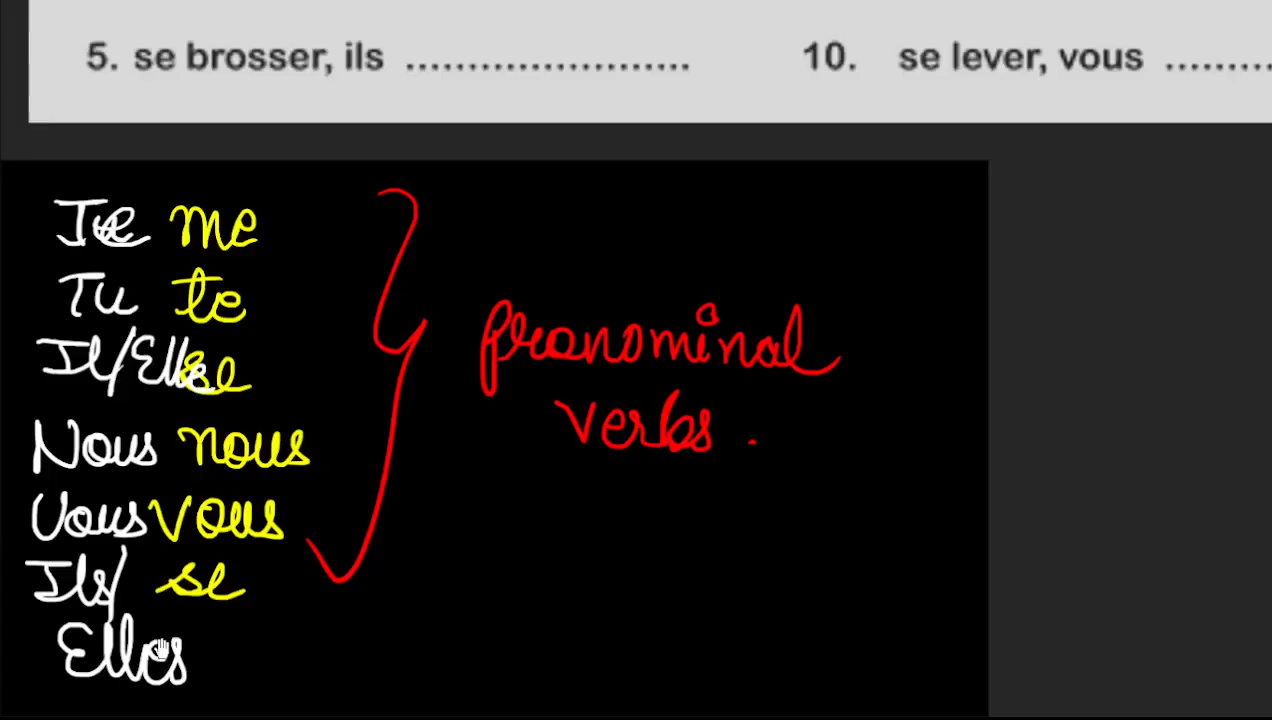 5. se brosser, ils .......................
10. se lever, vous .........
Je me
Tu te
Il/Elle se
Nous nous
Vous vous
Ils/ se
Elles
pronominal
verbs.